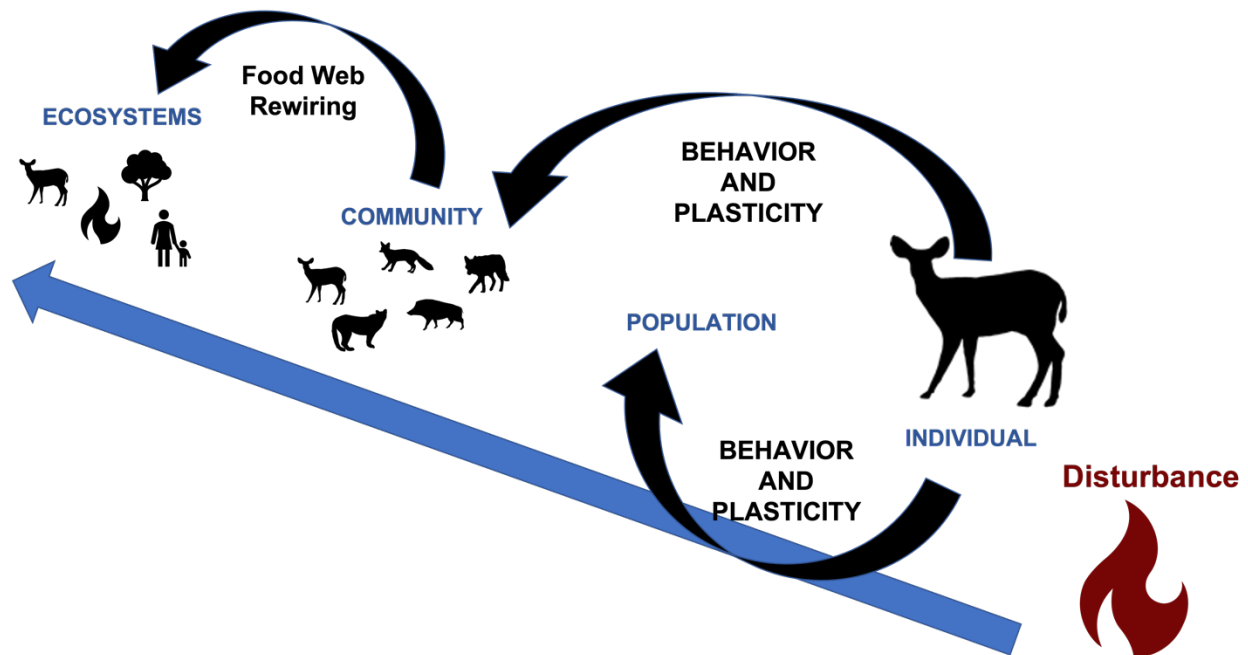 Food Web
Rewiring
ECOSYSTEMS
COMMUNITY
BEHAVIOR
AND
PLASTICITY
POPULATION
INDIVIDUAL
BEHAVIOR
AND
PLASTICITY
Disturbance